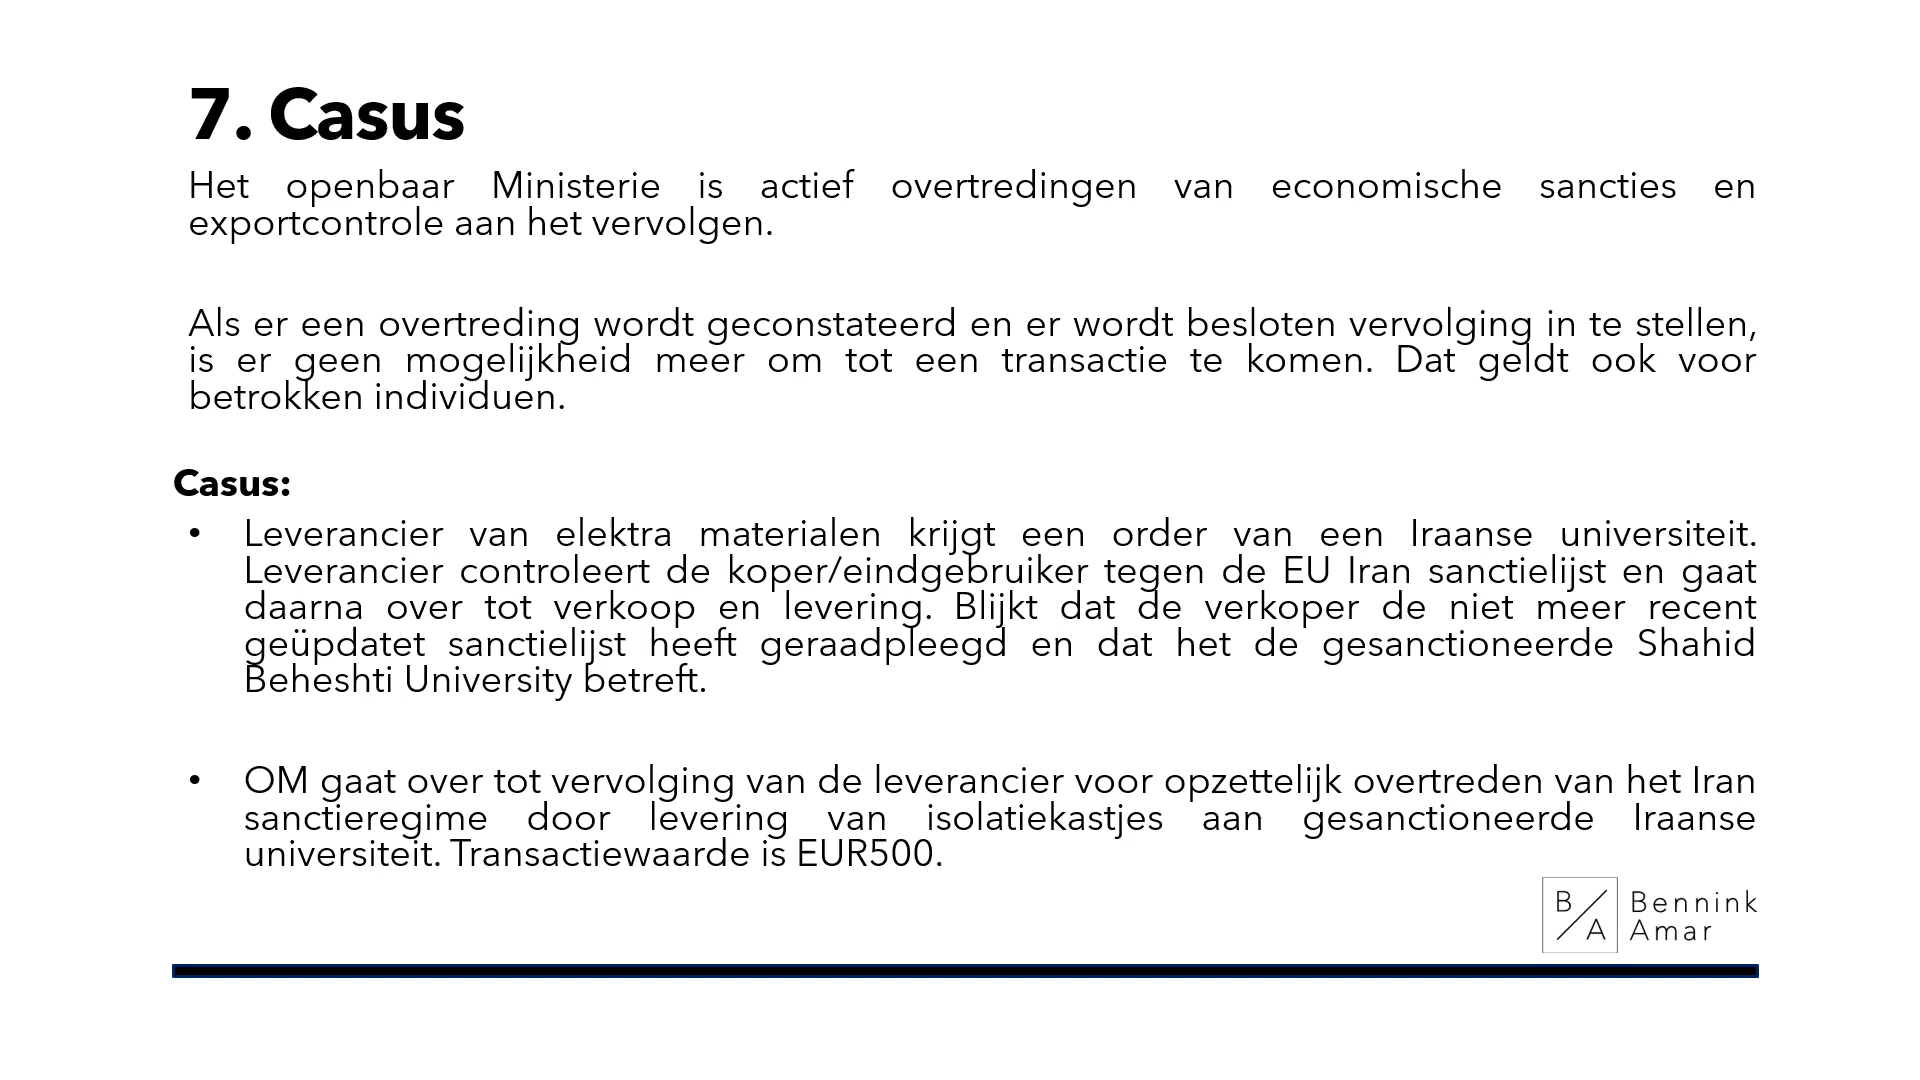 7. Casus
Het openbaar Ministerie is actief overtredingen van economische sancties en
exportcontrole aan het vervolgen.
Als er een overtreding wordt geconstateerd en er wordt besloten vervolging in te stellen,
is er geen mogelijkheid meer om tot een transactie te komen. Dat geldt ook voor
betrokken individuen.
Casus:
• Leverancier van elektra materialen krijgt een order van een Iraanse universiteit.
Leverancier controleert de koper/eindgebruiker tegen de EU Iran sanctielijst en gaat
daarna over tot verkoop en levering. Blijkt dat de verkoper de niet meer recent
geüpdatet sanctielijst heeft geraadpleegd en dat het de gesanctioneerde Shahid
Beheshti University betreft.
• OM gaat over tot vervolging van de leverancier voor opzettelijk overtreden van het Iran
sanctieregime door levering van isolatiekastjes aan gesanctioneerde Iraanse
universiteit. Transactiewaarde is EUR500.
B/A Bennink
Amar